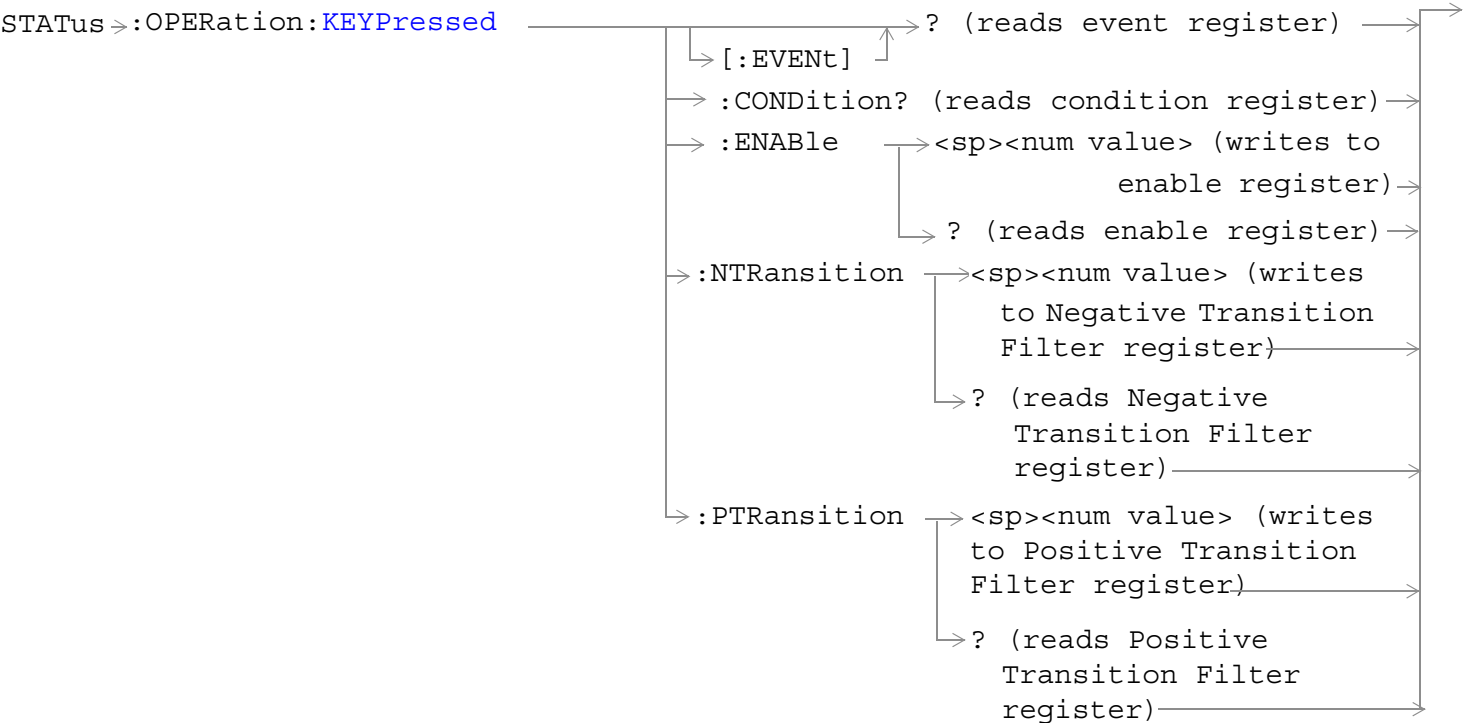 STATus :OPERation:KEYPressed ? (reads event register)
[:EVENt]
:CONDition? (reads condition register)
:ENABle <sp><num value> (writes to
enable register)
? (reads enable register)
:NTRansition <sp><num value> (writes
to Negative Transition
Filter register)
? (reads Negative
Transition Filter
register)
:PTRansition <sp><num value> (writes
to Positive Transition
Filter register)
? (reads Positive
Transition Filter
register)